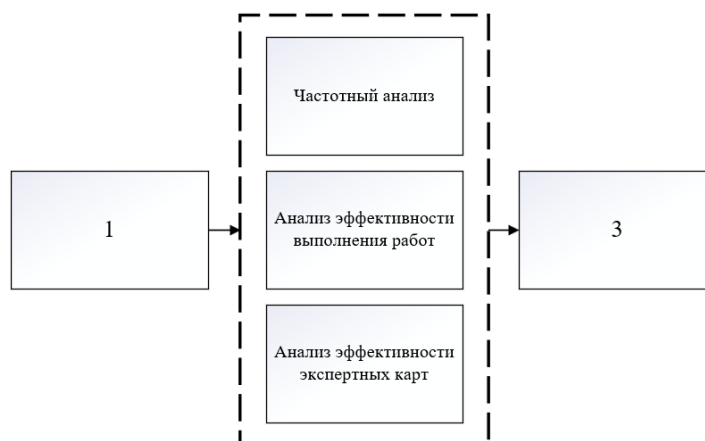 1
Частотный анализ
Анализ эффективности
выполнения работ
Анализ эффективности
экспертных карт
3